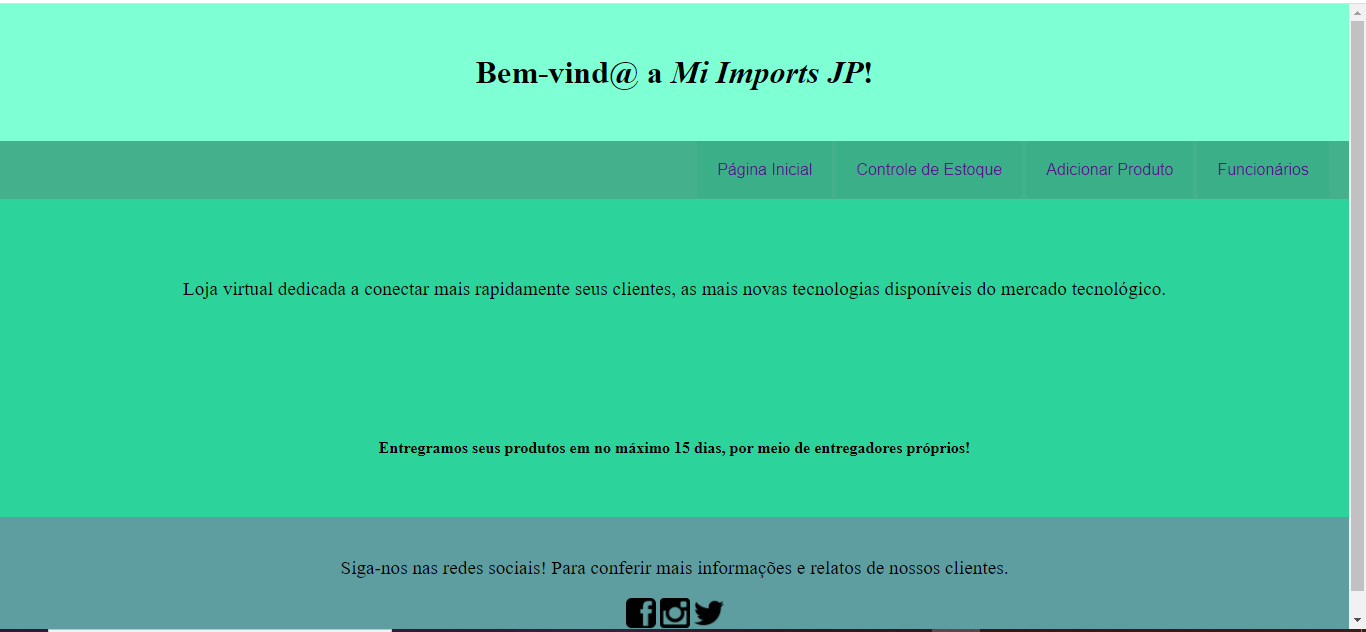 Bem-vind@ a Mi Imports JP!
Página Inicial Controle de Estoque Adicionar Produto Funcionários
Loja virtual dedicada a conectar mais rapidamente seus clientes, as mais novas tecnologias disponíveis do mercado tecnológico.
Entregramos seus produtos em no máximo 15 dias, por meio de entregadores próprios!
Siga-nos nas redes sociais! Para conferir mais informações e relatos de nossos clientes.